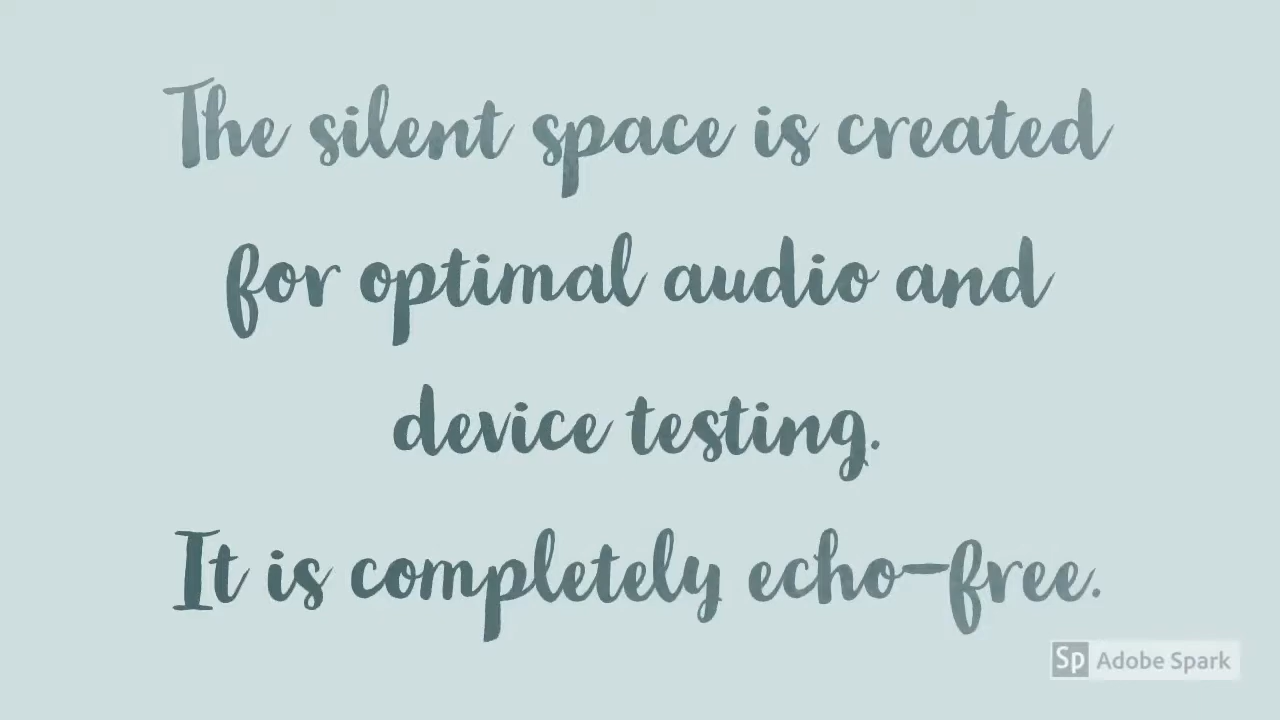 The silent space is created
for optimal audio and
device testing.
It is completely echo-free.
Sp Adobe Spark